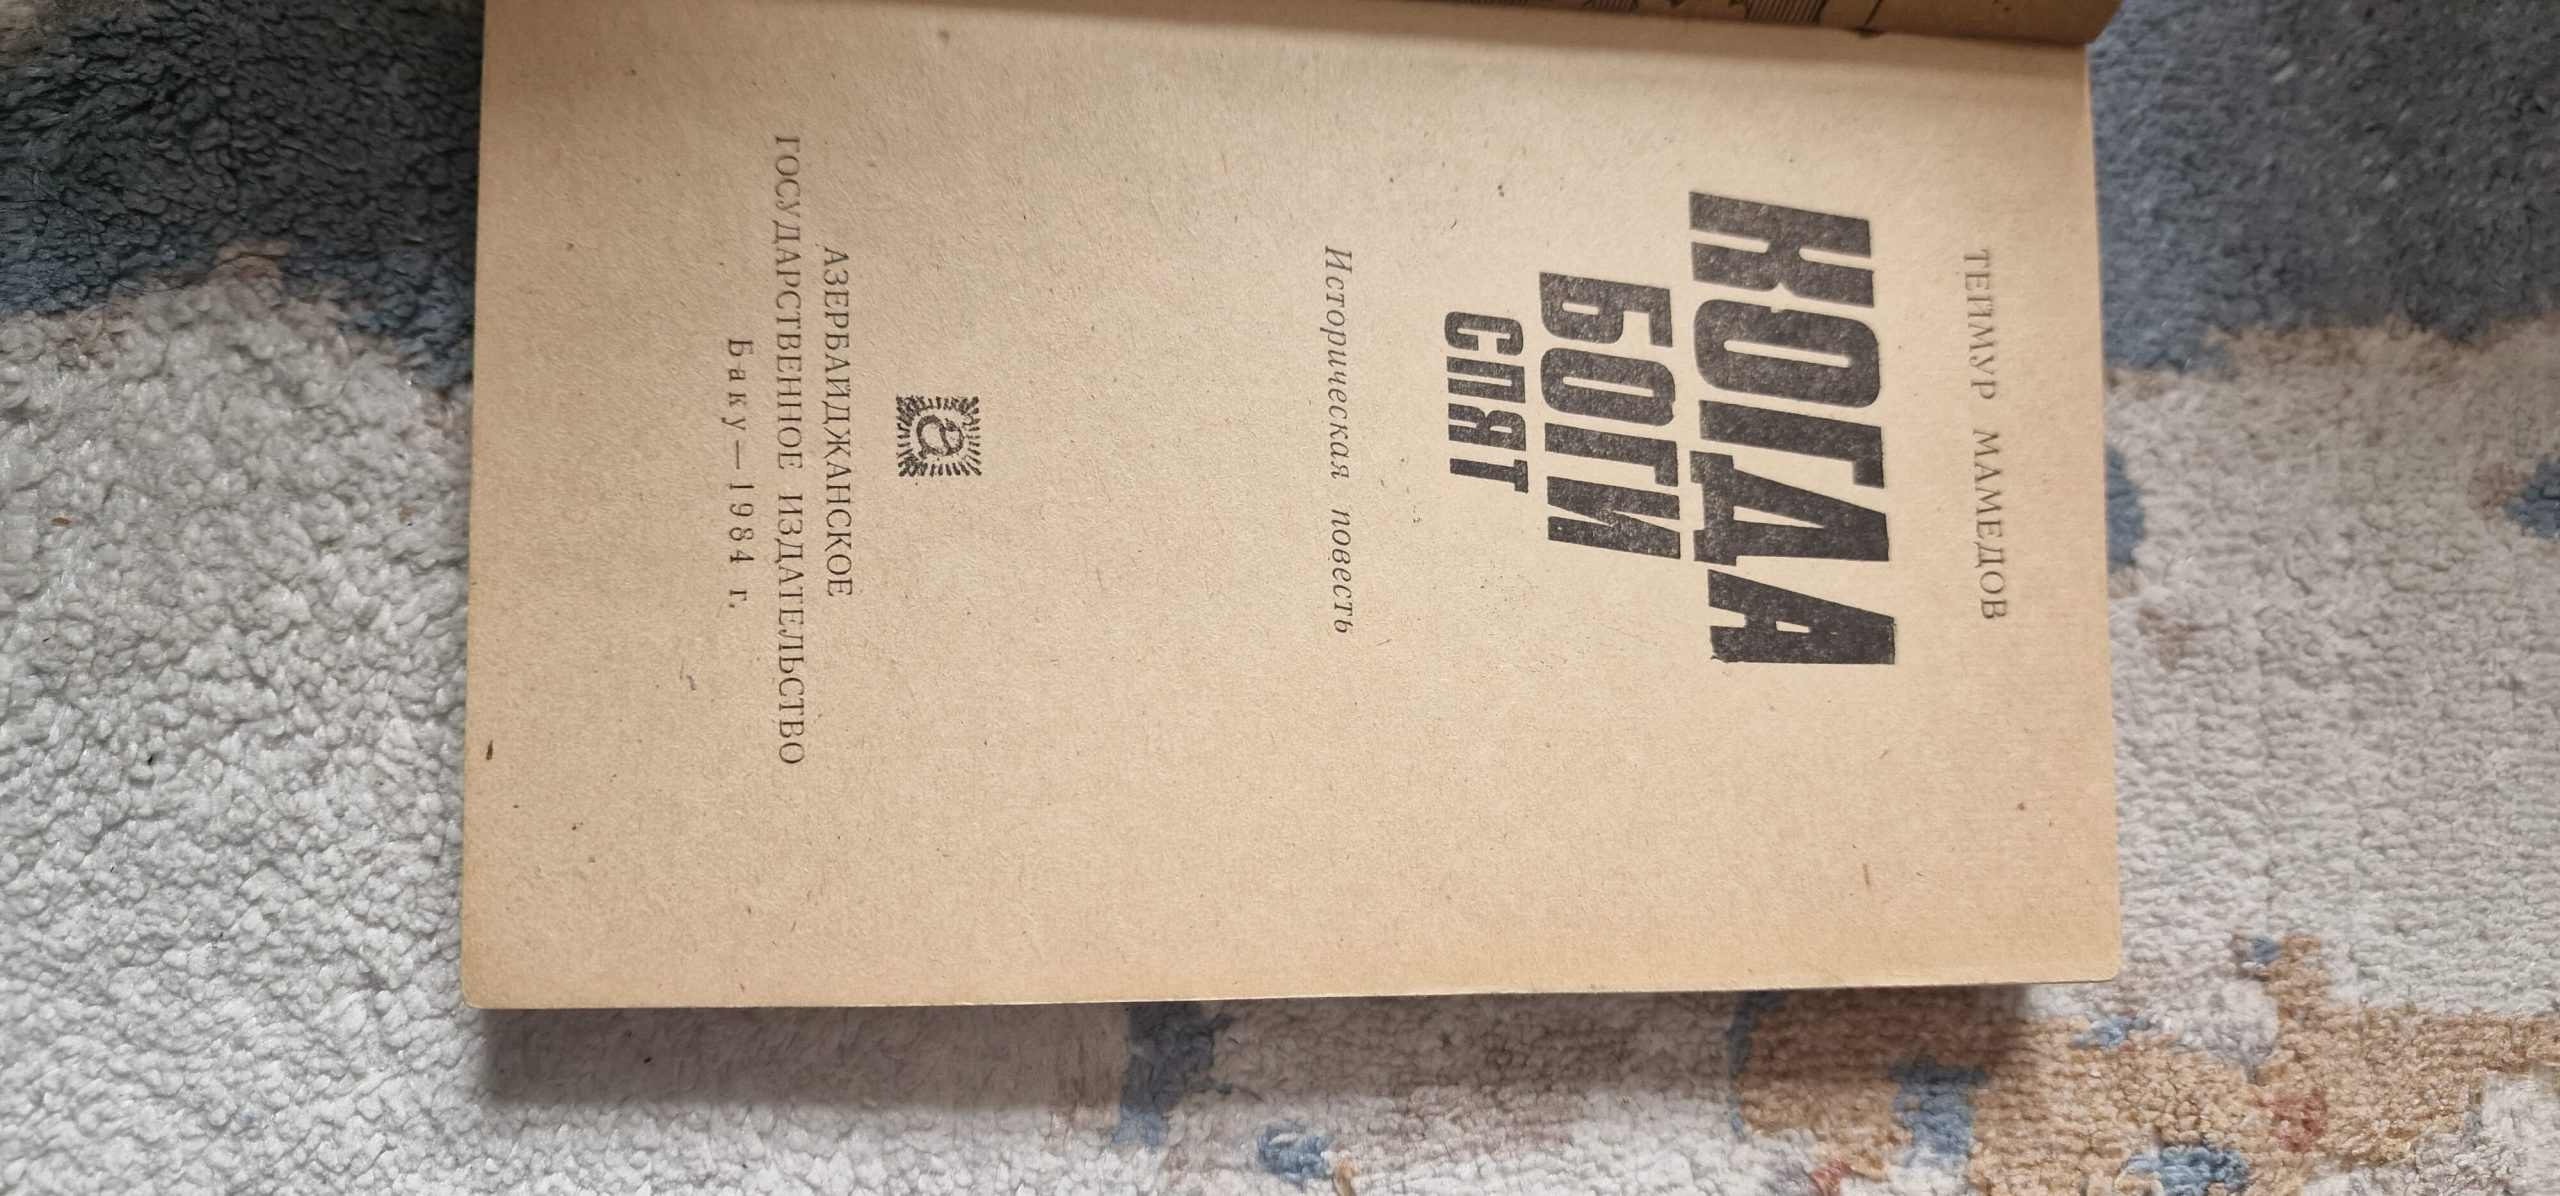 ТЕЙМУР МАМЕДОВ
КОГДА
БОГИ
СПЯТ
Историческая повесть
АЗЕРБАЙДЖАНСКОЕ
ГОСУДАРСТВЕННОЕ ИЗДАТЕЛЬСТВО
Баку—1984 г.